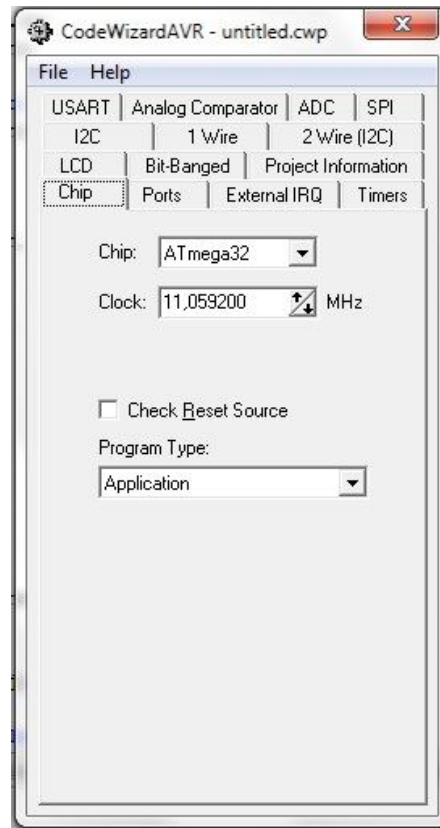 CodeWizardAVR - untitled.cwp
File Help
USART Analog Comparator ADC SPI
I2C 1 Wire 2 Wire (I2C)
LCD Bit-Banged Project Information
Chip Ports External IRQ Timers
Chip: ATmega32
Clock: 11,059200 MHz
Check Reset Source
Program Type:
Application